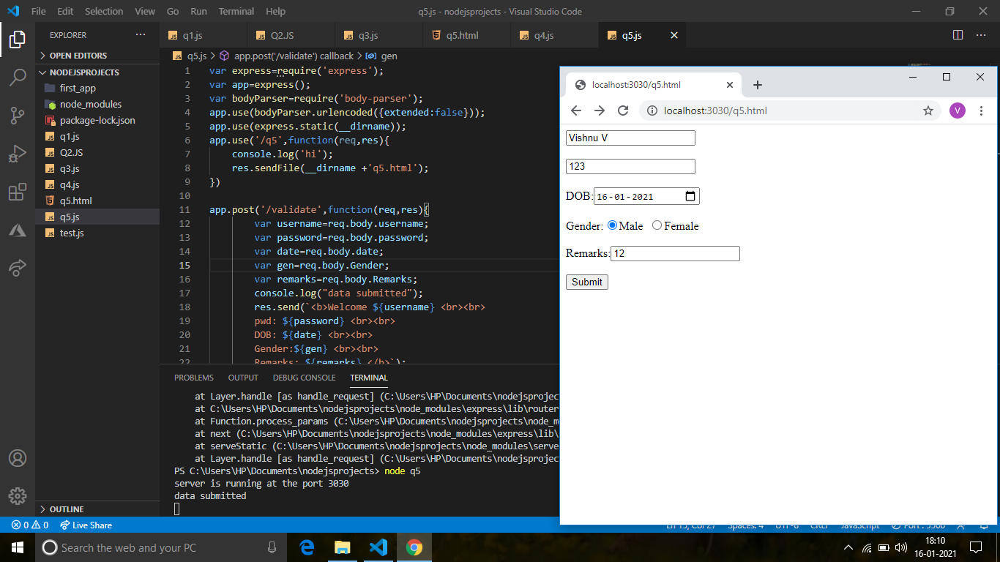 File Edit Selection View Go Run Terminal Help
q5.js - nodejsprojects - Visual Studio Code
EXPLORER
OPEN EDITORS
NODEJSPROJECTS
first_app
node_modules
package-lock.json
q1.js
Q2.JS
q3.js
q4.js
q5.html
q5.js
test.js
OUTLINE
q1.js Q2.JS q3.js q5.html q4.js q5.js
q5.js > app.post('/validate') callback > gen
1 var express=require('express');
2 var app=express();
3 var bodyParser=require('body-parser');
4 app.use(bodyParser.urlencoded({extended:false}));
5 app.use(express.static(__dirname));
6 app.use('/q5',function(req,res){
7 console.log('hi');
8 res.sendFile(__dirname +'q5.html');
9 })
10
11 app.post('/validate',function(req,res){
12 var username=req.body.username;
13 var password=req.body.password;
14 var date=req.body.date;
15 var gen=req.body.Gender;
16 var remarks=req.body.Remarks;
17 console.log("data submitted");
18 res.send(`<b>Welcome ${username} <br><br>
19 pwd: ${password} <br><br>
20 DOB: ${date} <br><br>
21 Gender:${gen} <br><br>
22 Remarks: ${remarks} </b>`);
PROBLEMS OUTPUT DEBUG CONSOLE TERMINAL
at Layer.handle [as handle_request] (C:\Users\HP\Documents\nodejsprojec
at C:\Users\HP\Documents\nodejsprojects\node_modules\express\lib\router
at Function.process_params (C:\Users\HP\Documents\nodejsprojects\node_m
at next (C:\Users\HP\Documents\nodejsprojects\node_modules\express\lib\
at serveStatic (C:\Users\HP\Documents\nodejsprojects\node_modules\serve
at Layer.handle [as handle_request] (C:\Users\HP\Documents\nodejsprojec
PS C:\Users\HP\Documents\nodejsprojects> node q5
server is running at the port 3030
data submitted
localhost:3030/q5.html
localhost:3030/q5.html
V
Vishnu V
123
DOB: 16-01-2021
Gender: Male Female
Remarks: 12
Submit
0 0 Live Share
Ln 15, Col 27 Spaces: 4 UTF-8 CRLF JavaScript Port : 5500
Search the web and your PC
18:10
16-01-2021